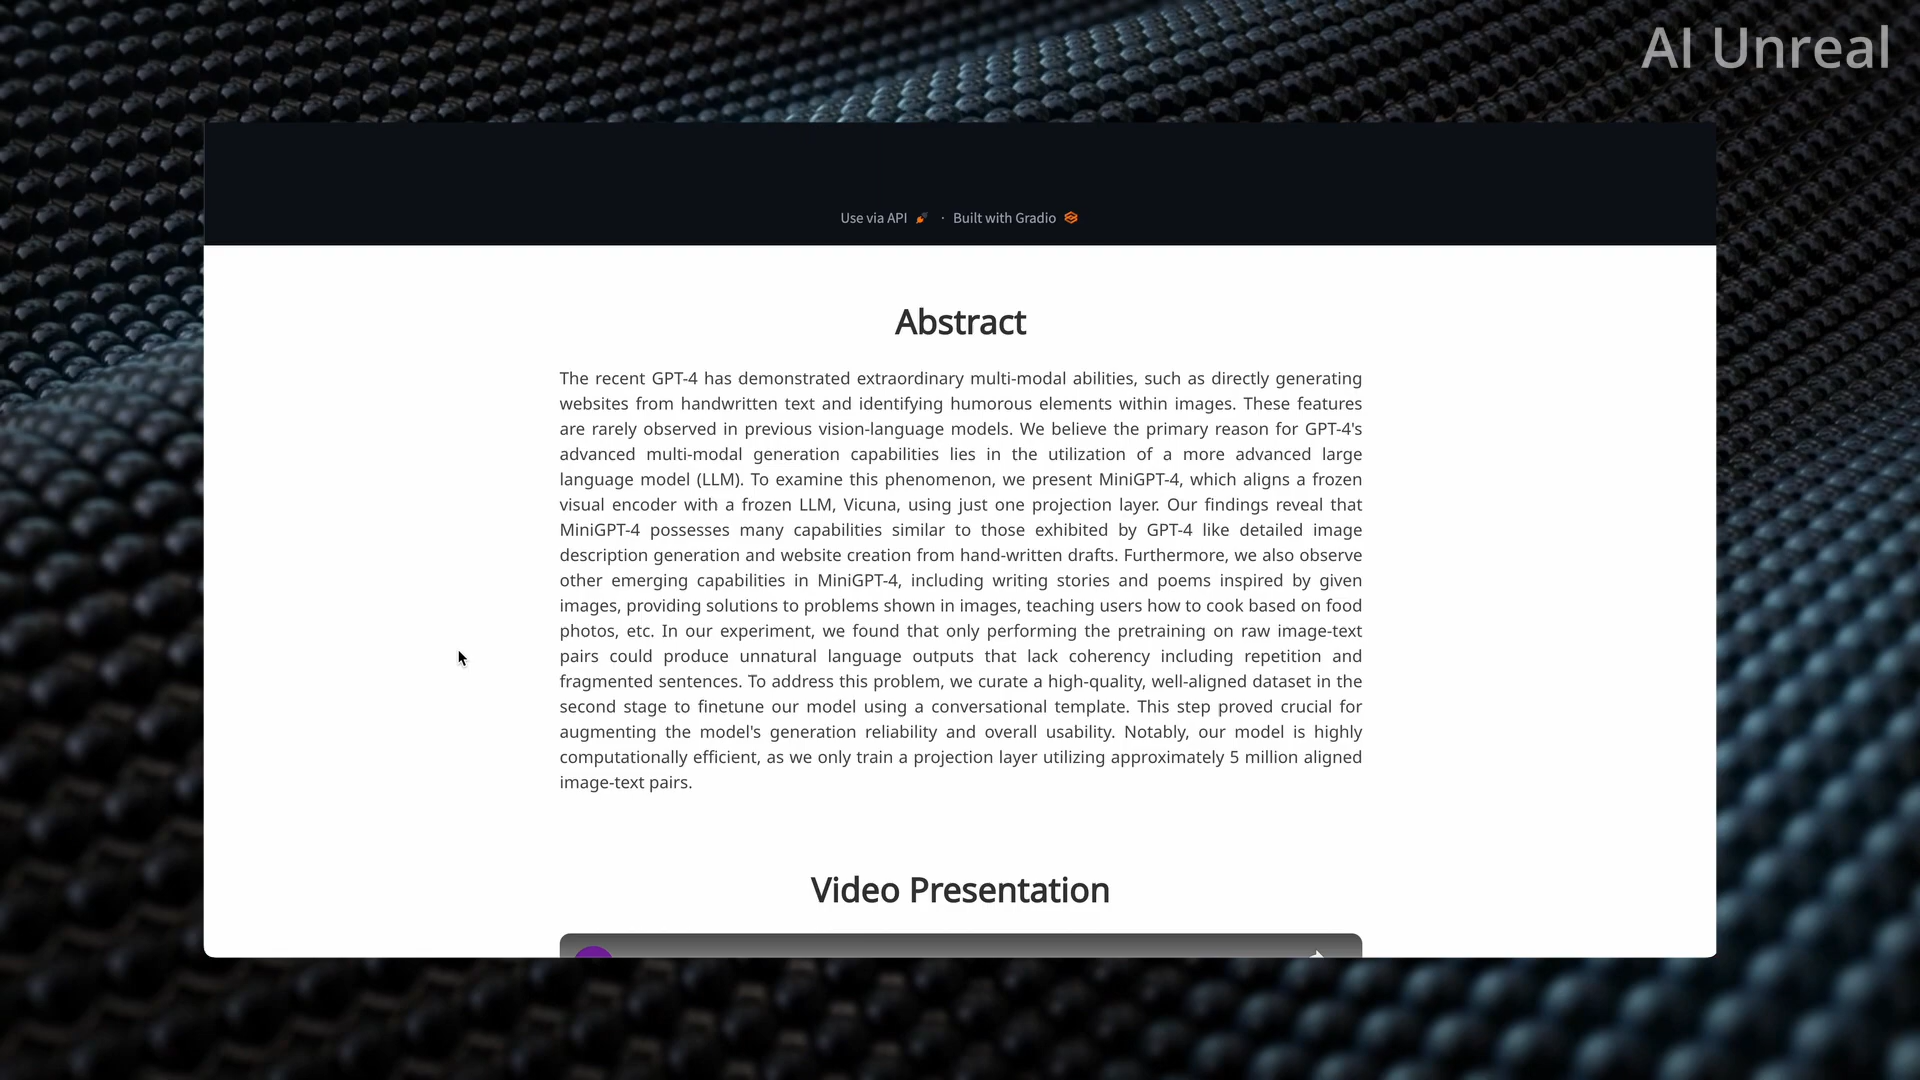 AI Unreal
Use via API · Built with Gradio
Abstract
The recent GPT-4 has demonstrated extraordinary multi-modal abilities, such as directly generating
websites from handwritten text and identifying humorous elements within images. These features
are rarely observed in previous vision-language models. We believe the primary reason for GPT-4's
advanced multi-modal generation capabilities lies in the utilization of a more advanced large
language model (LLM). To examine this phenomenon, we present MiniGPT-4, which aligns a frozen
visual encoder with a frozen LLM, Vicuna, using just one projection layer. Our findings reveal that
MiniGPT-4 possesses many capabilities similar to those exhibited by GPT-4 like detailed image
description generation and website creation from hand-written drafts. Furthermore, we also observe
other emerging capabilities in MiniGPT-4, including writing stories and poems inspired by given
images, providing solutions to problems shown in images, teaching users how to cook based on food
photos, etc. In our experiment, we found that only performing the pretraining on raw image-text
pairs could produce unnatural language outputs that lack coherency including repetition and
fragmented sentences. To address this problem, we curate a high-quality, well-aligned dataset in the
second stage to finetune our model using a conversational template. This step proved crucial for
augmenting the model's generation reliability and overall usability. Notably, our model is highly
computationally efficient, as we only train a projection layer utilizing approximately 5 million aligned
image-text pairs.
Video Presentation